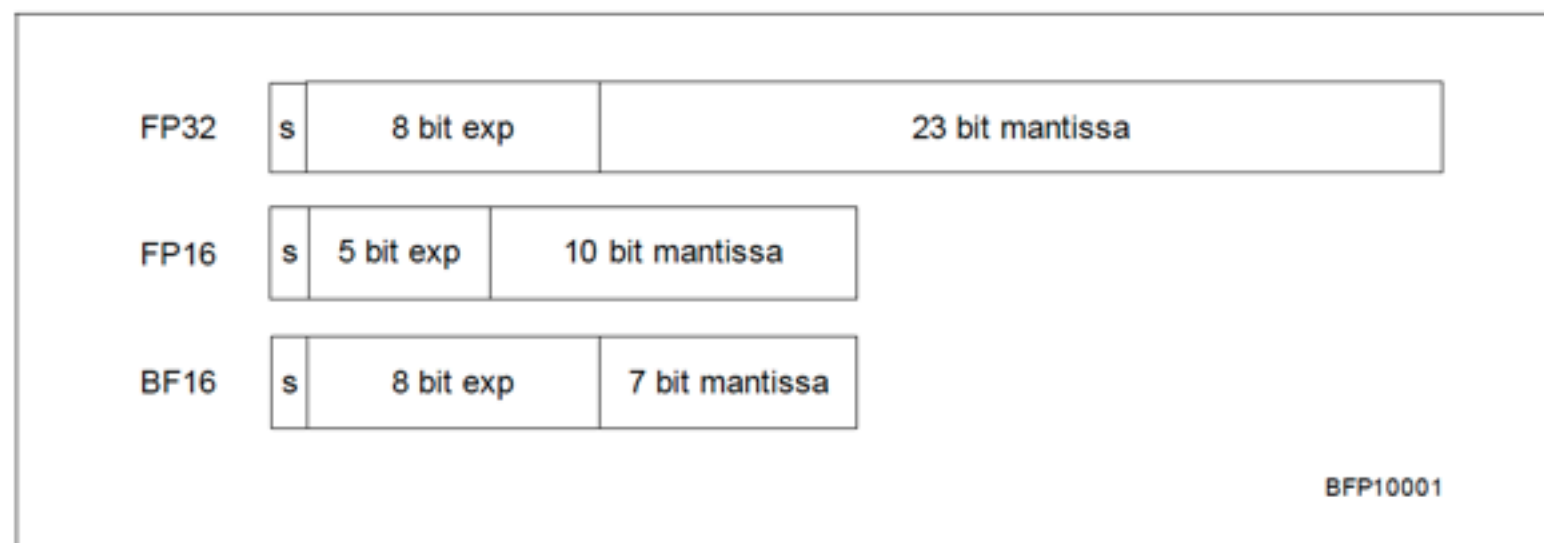 FP32 s 8 bit exp 23 bit mantissa
FP16 s 5 bit exp 10 bit mantissa
BF16 s 8 bit exp 7 bit mantissa
BFP10001